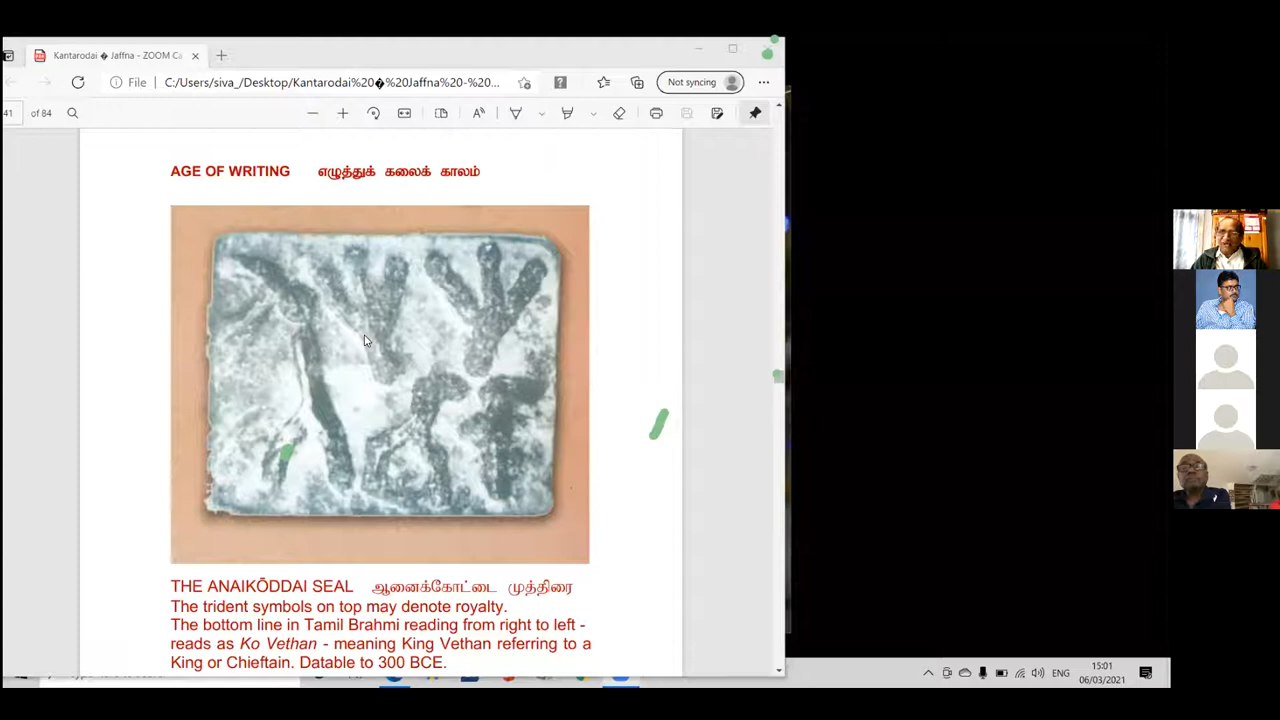 Kantarodai � Jaffna - ZOOM Ca
File
C:/Users/siva_/Desktop/Kantarodai%20�%20Jaffna%20-%20...
Not syncing
41 of 84
AGE OF WRITING எழுத்துக் கலைக் காலம்
THE ANAIKŌDDAI SEAL ஆனைக்கோட்டை முத்திரை
The trident symbols on top may denote royalty.
The bottom line in Tamil Brahmi reading from right to left -
reads as Ko Vethan - meaning King Vethan referring to a
King or Chieftain. Datable to 300 BCE.
ENG
15:01
06/03/2021